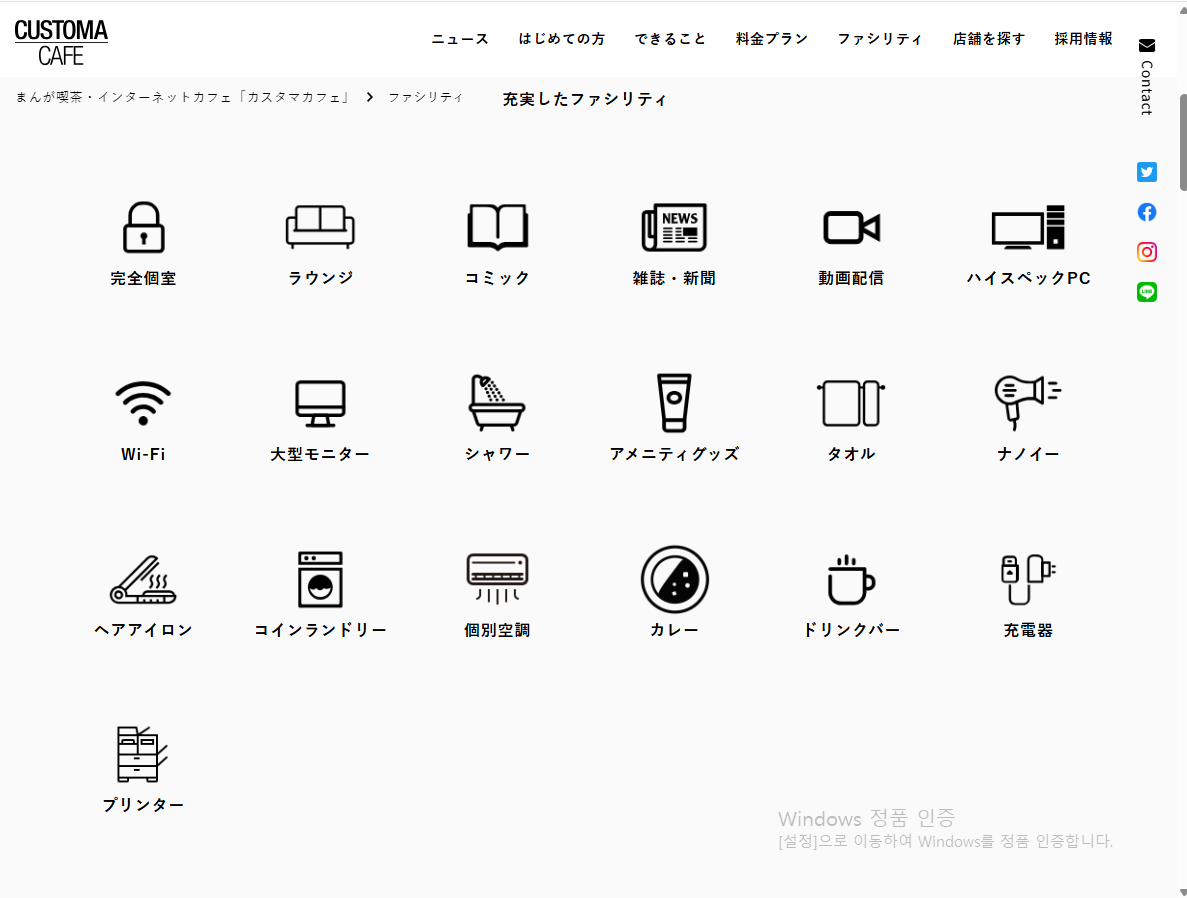 CUSTOMA
CAFE
ニュース はじめての方 できること 料金プラン ファシリティ 店舗を探す 採用情報
Contact
まんが喫茶・インターネットカフェ「カスタマカフェ」 ファシリティ
充実したファシリティ
NEWS
完全個室 ラウンジ コミック 雑誌・新聞 動画配信 ハイスペックPC
LINE
Wi-Fi 大型モニター シャワー アメニティグッズ タオル ナノイー
ヘアアイロン コインランドリー 個別空調 カレー ドリンクバー 充電器
プリンター
Windows 정품 인증
[설정]으로 이동하여 Windows를 정품 인증합니다.